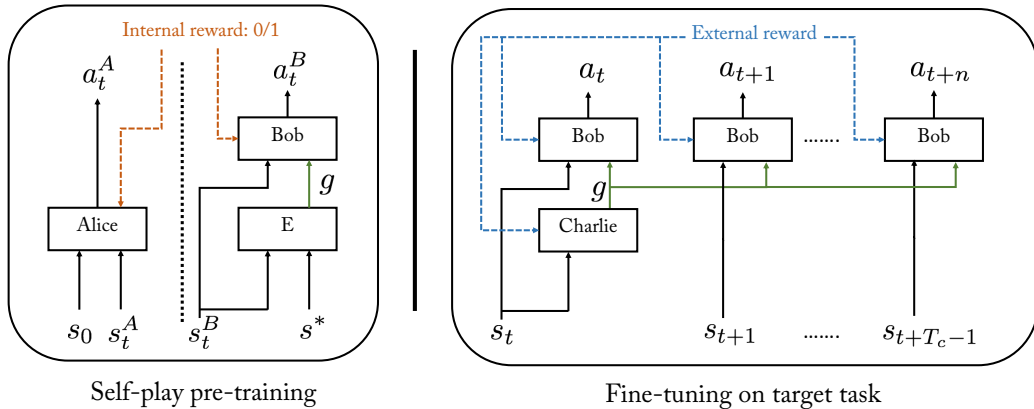 Internal reward: 0/1
a_t^A
a_t^B
Bob
g
Alice
E
s_0
s_t^A
s_t^B
s^*
Self-play pre-training
External reward
a_t
a_{t+1}
a_{t+n}
Bob
Bob
.......
Bob
g
Charlie
s_t
s_{t+1}
.......
s_{t+T_c-1}
Fine-tuning on target task